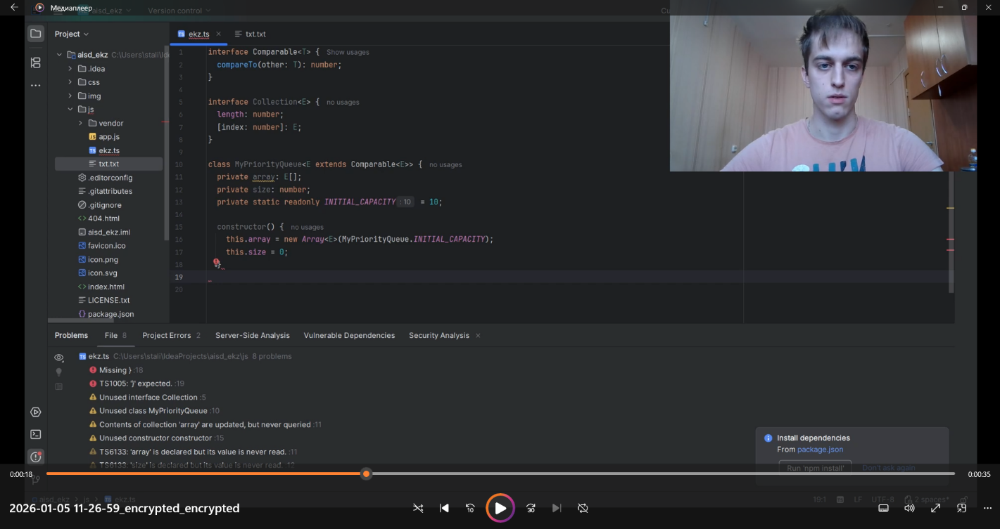 Медиаплеер
aisd_ekz
Version control
Cu
Project
ekz.ts
txt.txt
aisd_ekz C:\Users\stali\Ide
.idea
css
img
js
vendor
app.js
ekz.ts
txt.txt
.editorconfig
.gitattributes
.gitignore
404.html
aisd_ekz.iml
favicon.ico
icon.png
icon.svg
index.html
LICENSE.txt
package.json
1 interface Comparable<T> { Show usages
2 compareTo(other: T): number;
3 }
4
5 interface Collection<E> { no usages
6 length: number;
7 [index: number]: E;
8 }
9
10 class MyPriorityQueue<E extends Comparable<E>> { no usages
11 private array: E[];
12 private size: number;
13 private static readonly INITIAL_CAPACITY : 10 = 10;
14
15 constructor() { no usages
16 this.array = new Array<E>(MyPriorityQueue.INITIAL_CAPACITY);
17 this.size = 0;
18 }
19
20
Problems File 8 Project Errors 2 Server-Side Analysis Vulnerable Dependencies Security Analysis
ekz.ts C:\Users\stali\IdeaProjects\aisd_ekz\js 8 problems
Missing } :18
TS1005: '}' expected. :19
Unused interface Collection :5
Unused class MyPriorityQueue :10
Contents of collection 'array' are updated, but never queried :11
Unused constructor constructor :15
TS6133: 'array' is declared but its value is never read. :11
TS6133: 'size' is declared but its value is never read. :12
Install dependencies
From package.json
Run 'npm install' Don't ask again
0:00:18
0:00:35
aisd_ekz > js > ekz.ts
19:1 LF UTF-8 2 spaces*
2026-01-05 11-26-59_encrypted_encrypted
10
30